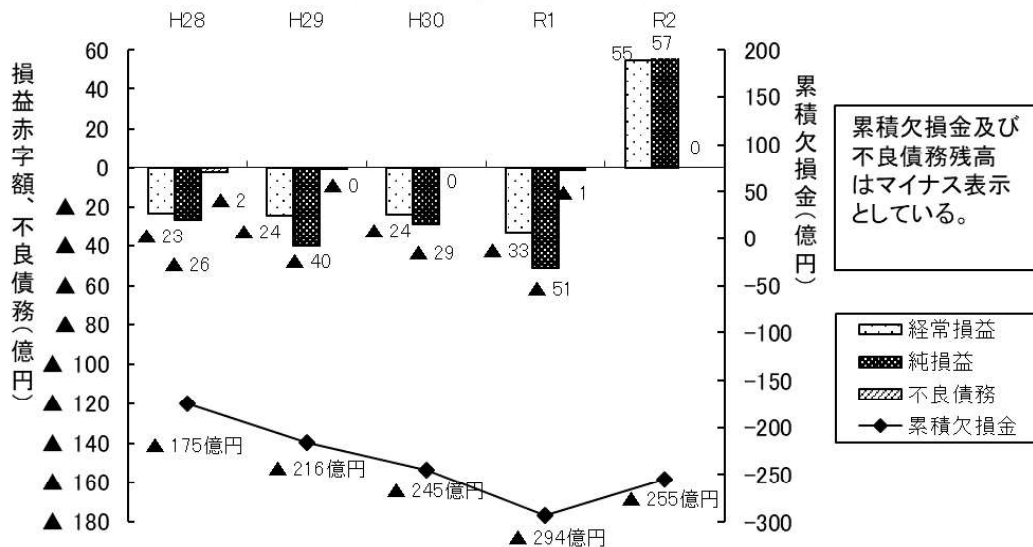 H28 H29 H30 R1 R2
損益赤字額、不良債務(億円)
60
40
20
0
▲ 20
▲ 40
▲ 60
▲ 80
▲ 100
▲ 120
▲ 140
▲ 160
▲ 180
▲ 23
▲ 26
▲ 2
▲ 24
▲ 40
▲ 0
▲ 24
▲ 29
0
▲ 33
▲ 51
▲ 1
55
57
0
▲ 175億円
▲ 216億円
▲ 245億円
▲ 294億円
▲ 255億円
200
150
100
50
0
-50
-100
-150
-200
-250
-300
累積欠損金(億円)
累積欠損金及び
不良債務残高
はマイナス表示
としている。
経常損益
純損益
不良債務
累積欠損金